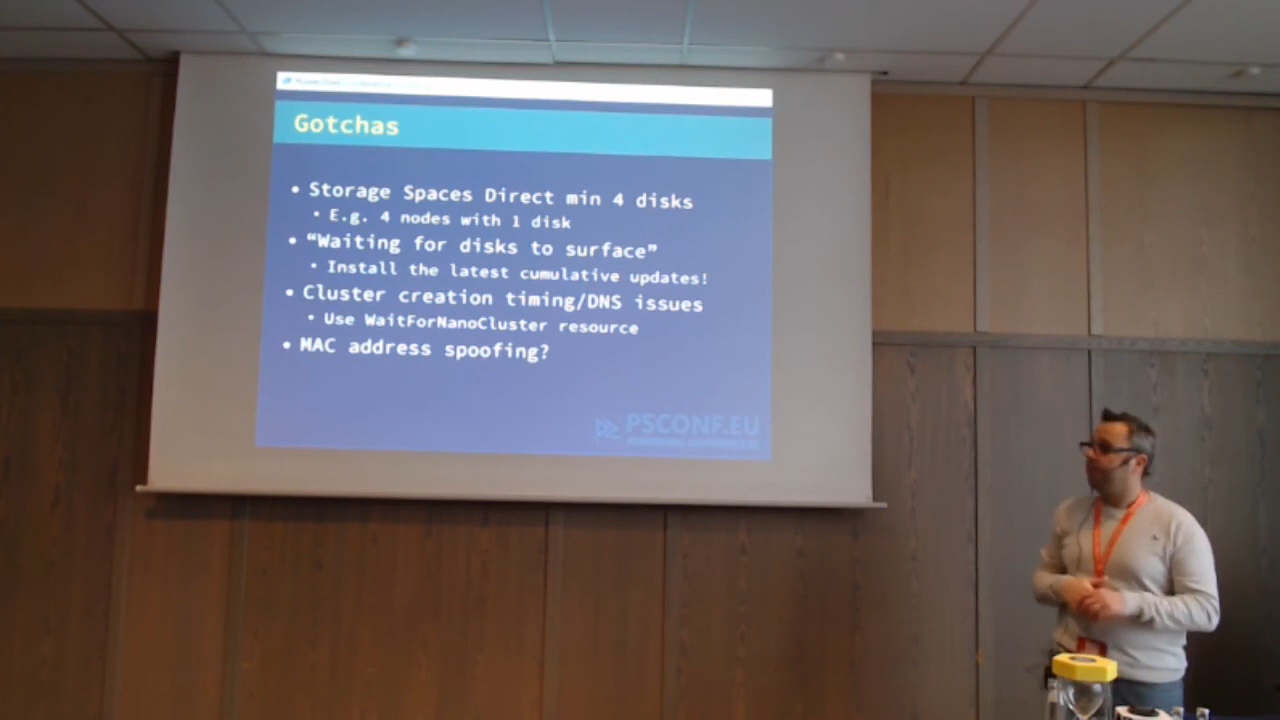 Gotchas
• Storage Spaces Direct min 4 disks
• E.g. 4 nodes with 1 disk
• “Waiting for disks to surface”
• Install the latest cumulative updates!
• Cluster creation timing/DNS issues
• Use WaitForNanoCluster resource
• MAC address spoofing?
PSCONF.EU